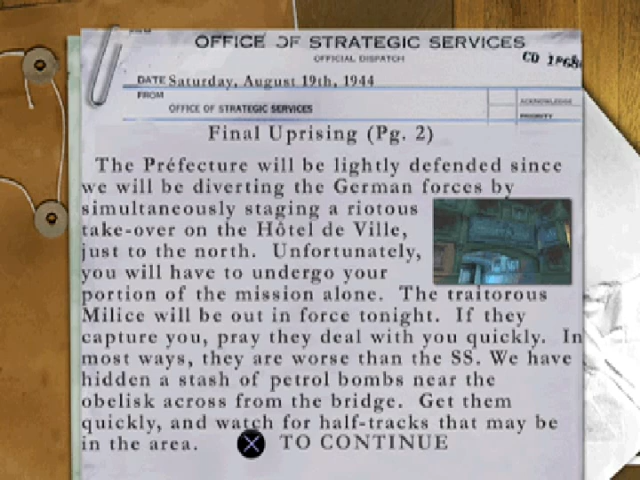 OFFICE OF STRATEGIC SERVICES
OFFICIAL DISPATCH
DATE Saturday, August 19th, 1944
FROM
OFFICE OF STRATEGIC SERVICES
ACKNOWLEDGE
PRIORITY
Final Uprising (Pg. 2)
The Préfecture will be lightly defended since
we will be diverting the German forces by
simultaneously staging a riotous
take-over on the Hôtel de Ville,
just to the north. Unfortunately,
you will have to undergo your
portion of the mission alone. The traitorous
Milice will be out in force tonight. If they
capture you, pray they deal with you quickly. In
most ways, they are worse than the SS. We have
hidden a stash of petrol bombs near the
obelisk across from the bridge. Get them
quickly, and watch for half-tracks that may be
in the area. TO CONTINUE